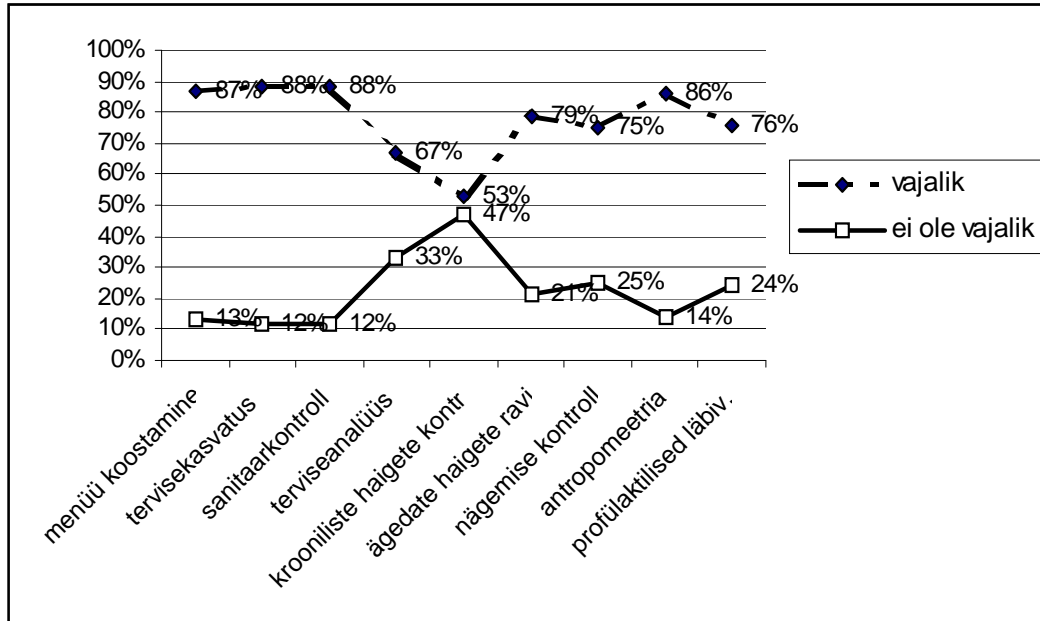 100%
90%
80%
70%
60%
50%
40%
30%
20%
10%
0%
87%
88%
88%
67%
53%
79%
75%
86%
76%
13%
12%
12%
33%
47%
21%
25%
14%
24%
menüü koostamine
tervisekasvatus
sanitaarkontroll
terviseanalüüs
krooniliste haigete kontr
ägedate haigete ravi
nägemise kontroll
antropomeetria
profülaktilised läbiv.
vajalik
ei ole vajalik